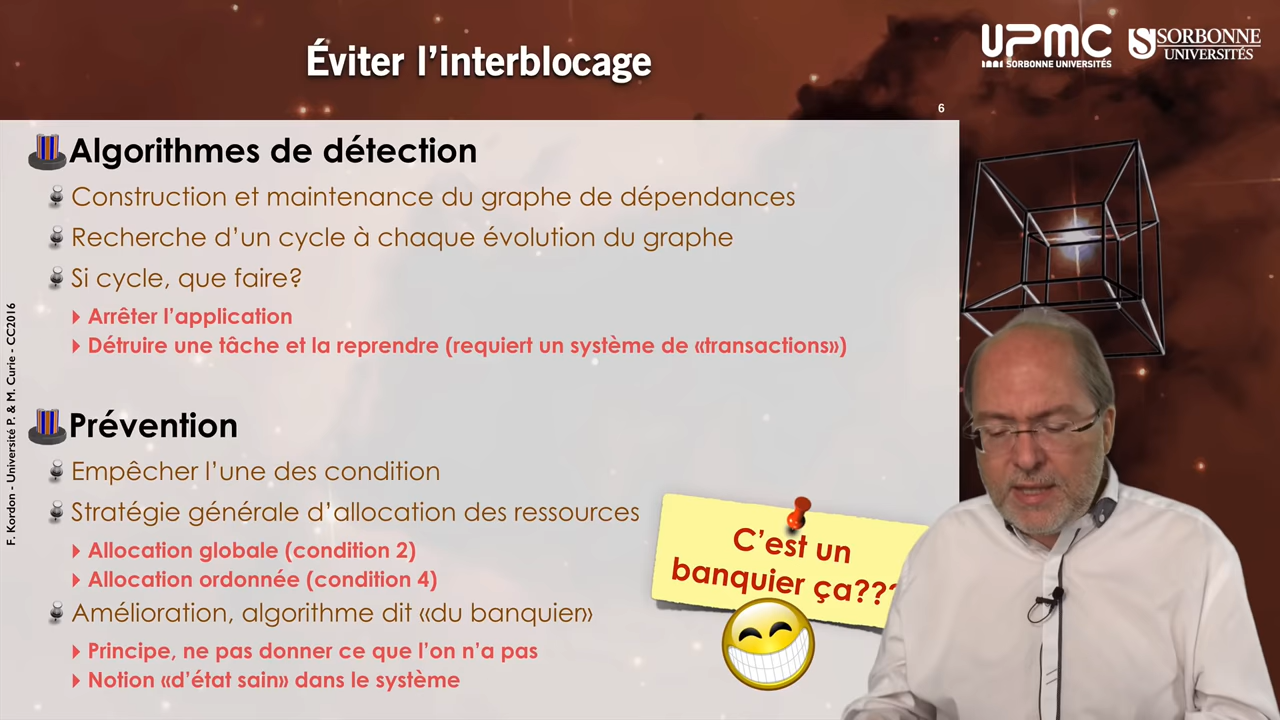 Éviter l’interblocage
UPMC
SORBONNE UNIVERSITÉS
SORBONNE
UNIVERSITÉS
6
Algorithmes de détection
Construction et maintenance du graphe de dépendances
Recherche d’un cycle à chaque évolution du graphe
Si cycle, que faire?
Arrêter l’application
Détruire une tâche et la reprendre (requiert un système de «transactions»)
Prévention
Empêcher l’une des condition
Stratégie générale d’allocation des ressources
Allocation globale (condition 2)
Allocation ordonnée (condition 4)
Amélioration, algorithme dit «du banquier»
Principe, ne pas donner ce que l’on n’a pas
Notion «d’état sain» dans le système
C’est un
banquier ça???
F. Kordon - Université P. & M. Curie - CC2016